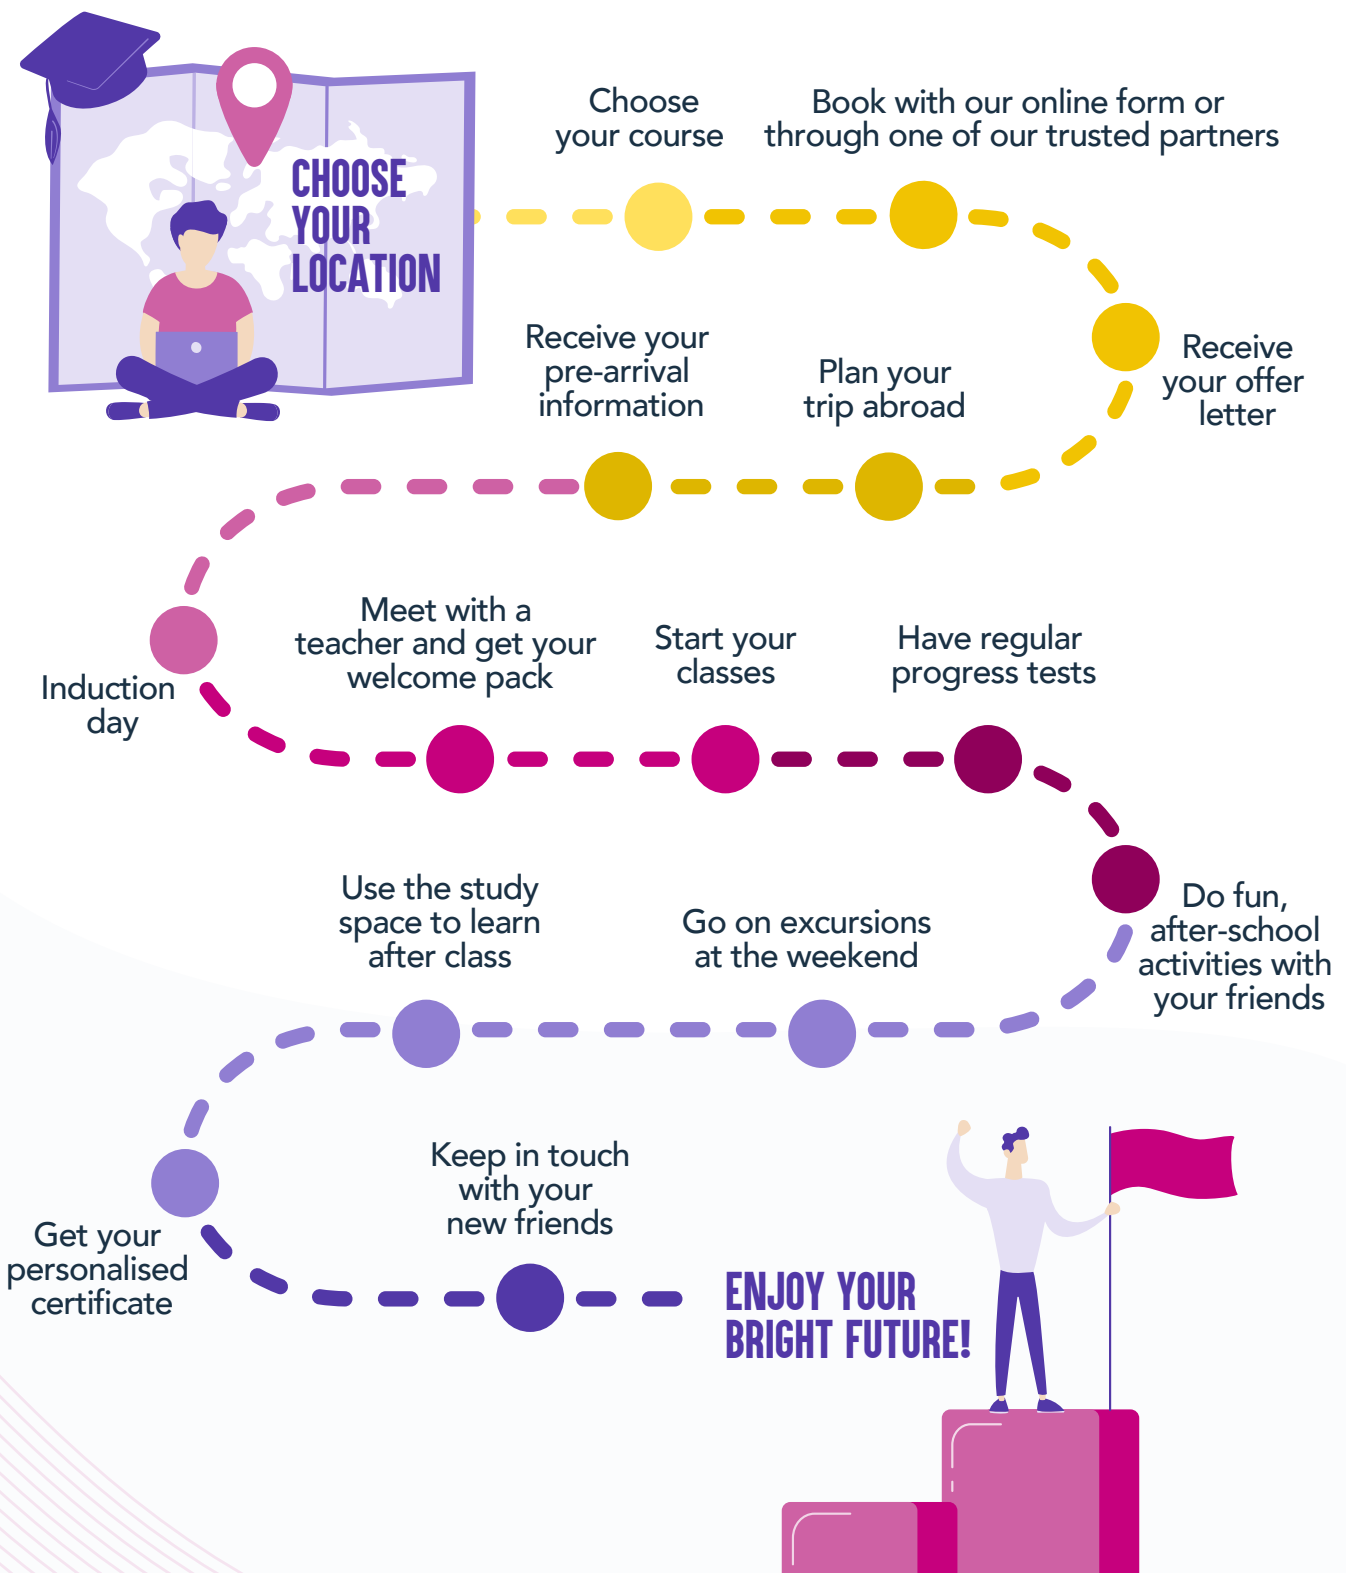 CHOOSE
YOUR
LOCATION
Choose
your course
Book with our online form or
through one of our trusted partners
Receive
your offer
letter
Plan your
trip abroad
Receive your
pre-arrival
information
Induction
day
Meet with a
teacher and get your
welcome pack
Start your
classes
Have regular
progress tests
Do fun,
after-school
activities with
your friends
Go on excursions
at the weekend
Use the study
space to learn
after class
Get your
personalised
certificate
Keep in touch
with your
new friends
ENJOY YOUR
BRIGHT FUTURE!